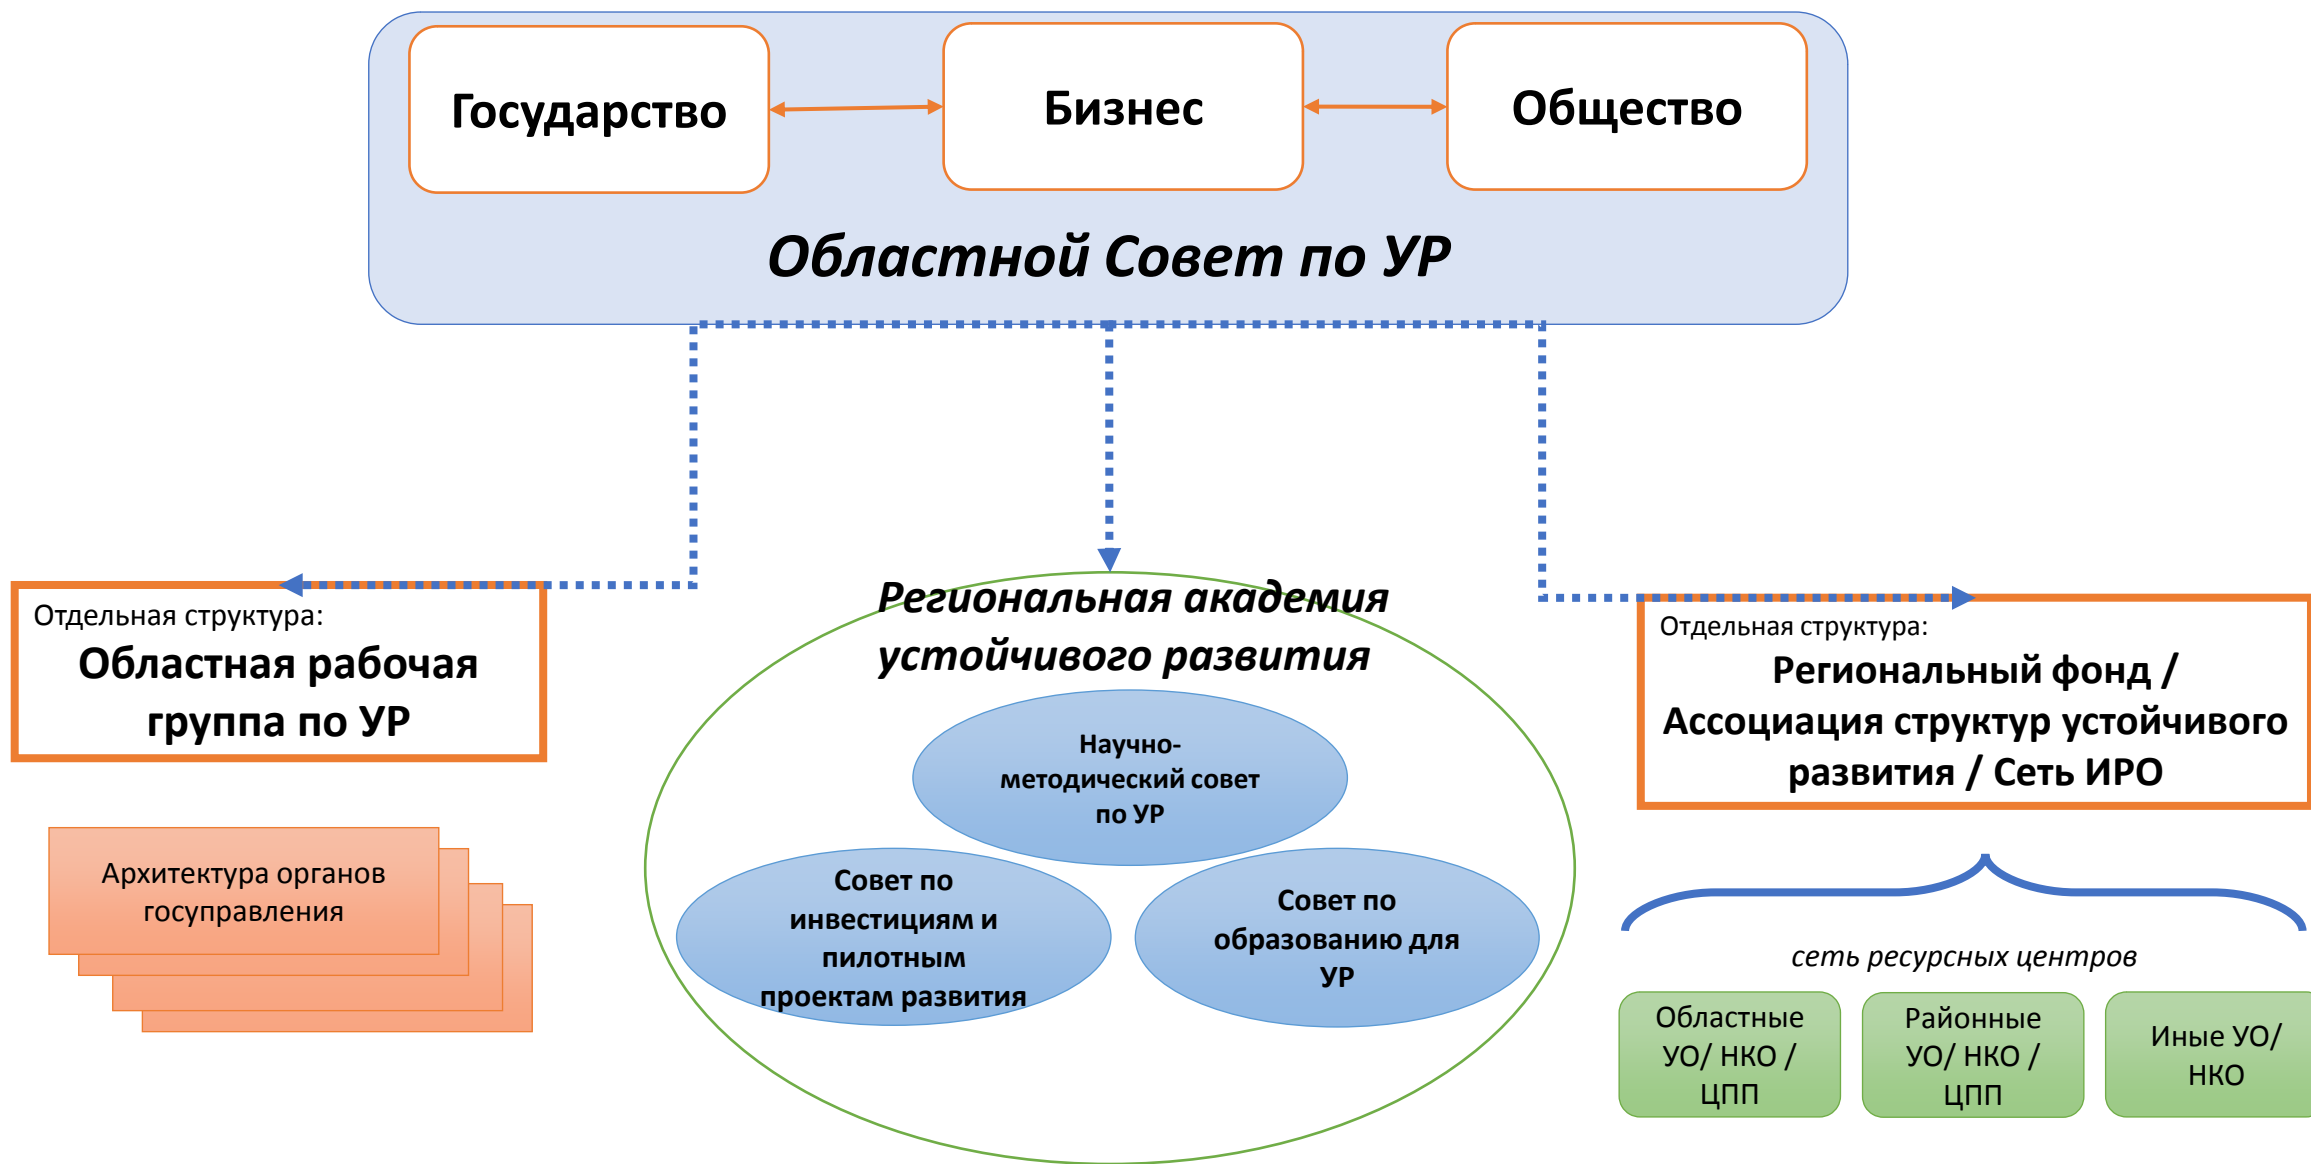 Государство
Бизнес
Общество
Областной Совет по УР
Отдельная структура:
Областная рабочая
группа по УР
Архитектура органов
госуправления
Региональная академия
устойчивого развития
Научно-
методический совет
по УР
Совет по
инвестициям и
пилотным
проектам развития
Совет по
образованию для
УР
Отдельная структура:
Региональный фонд /
Ассоциация структур устойчивого
развития / Сеть ИРО
сеть ресурсных центров
Областные
УО/ НКО /
ЦПП
Районные
УО/ НКО /
ЦПП
Иные УО/
НКО